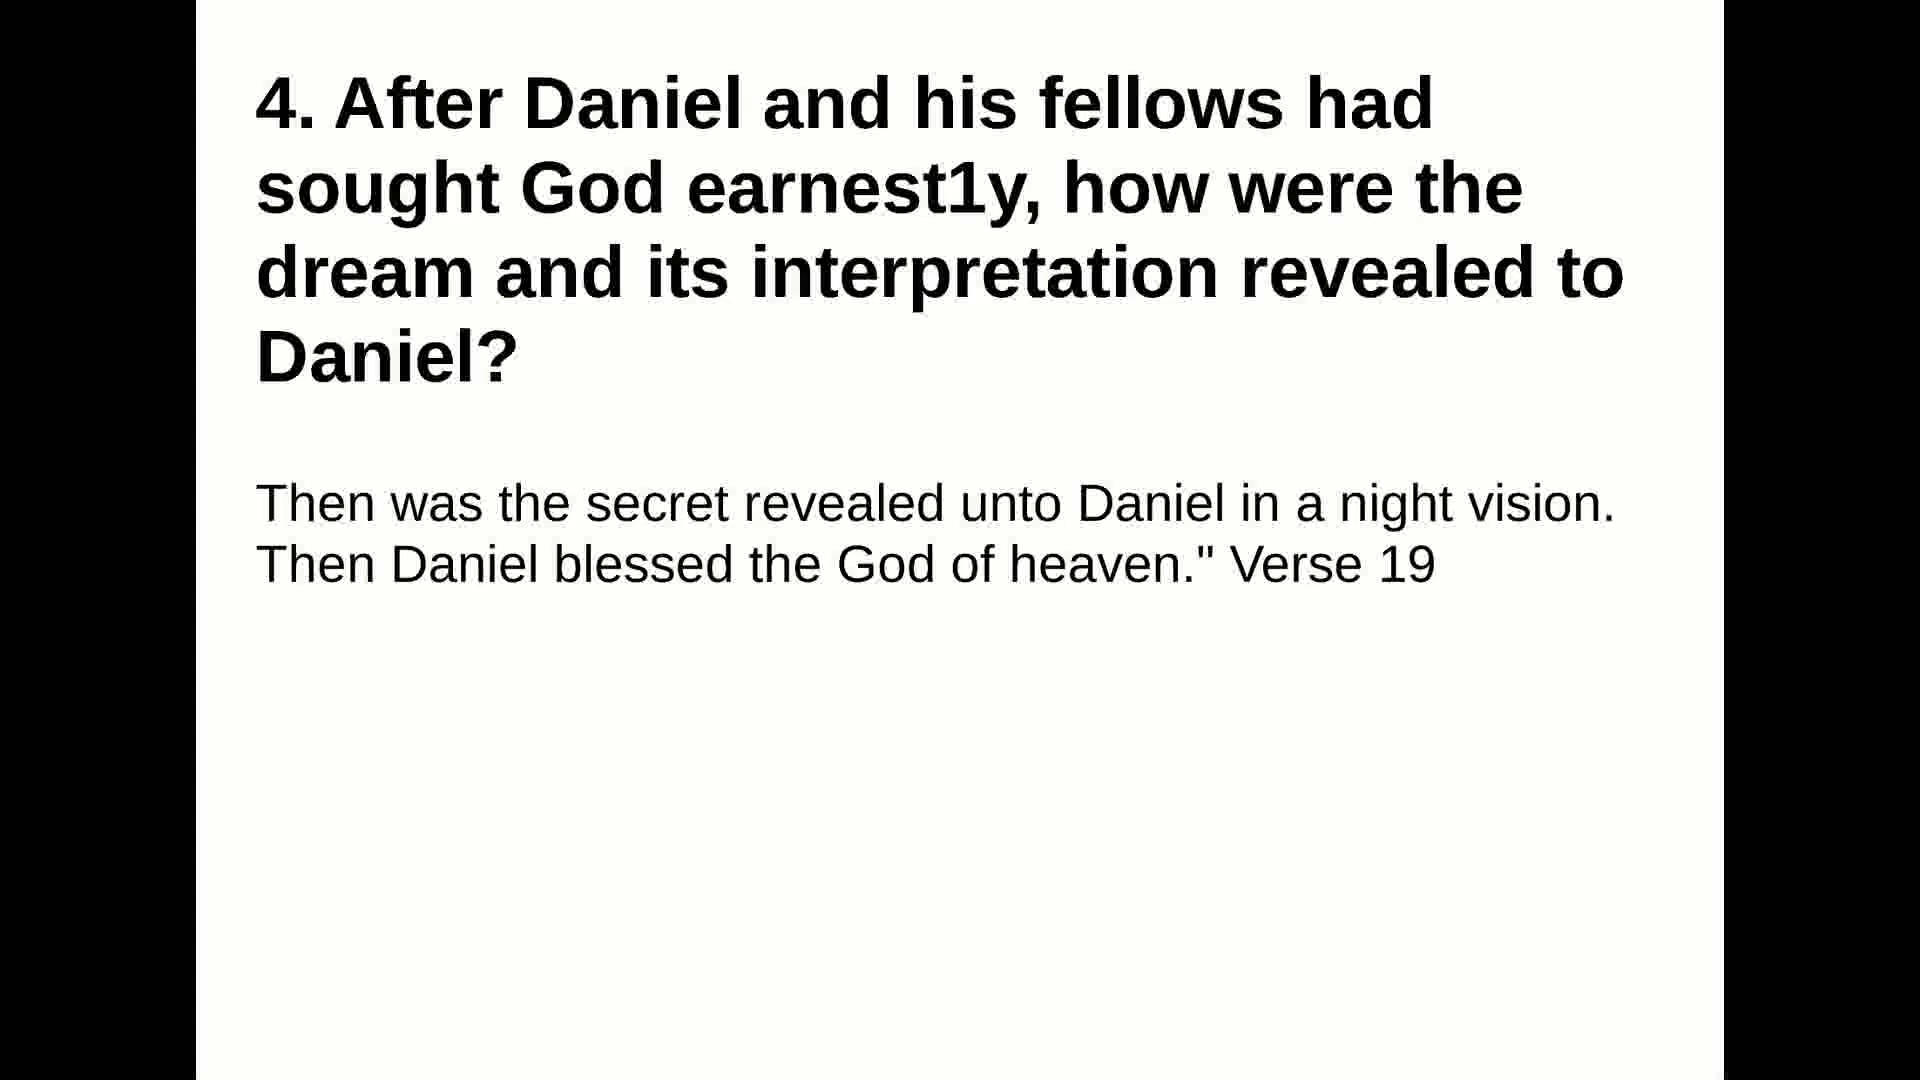 4. After Daniel and his fellows had
sought God earnest1y, how were the
dream and its interpretation revealed to
Daniel?
Then was the secret revealed unto Daniel in a night vision.
Then Daniel blessed the God of heaven." Verse 19